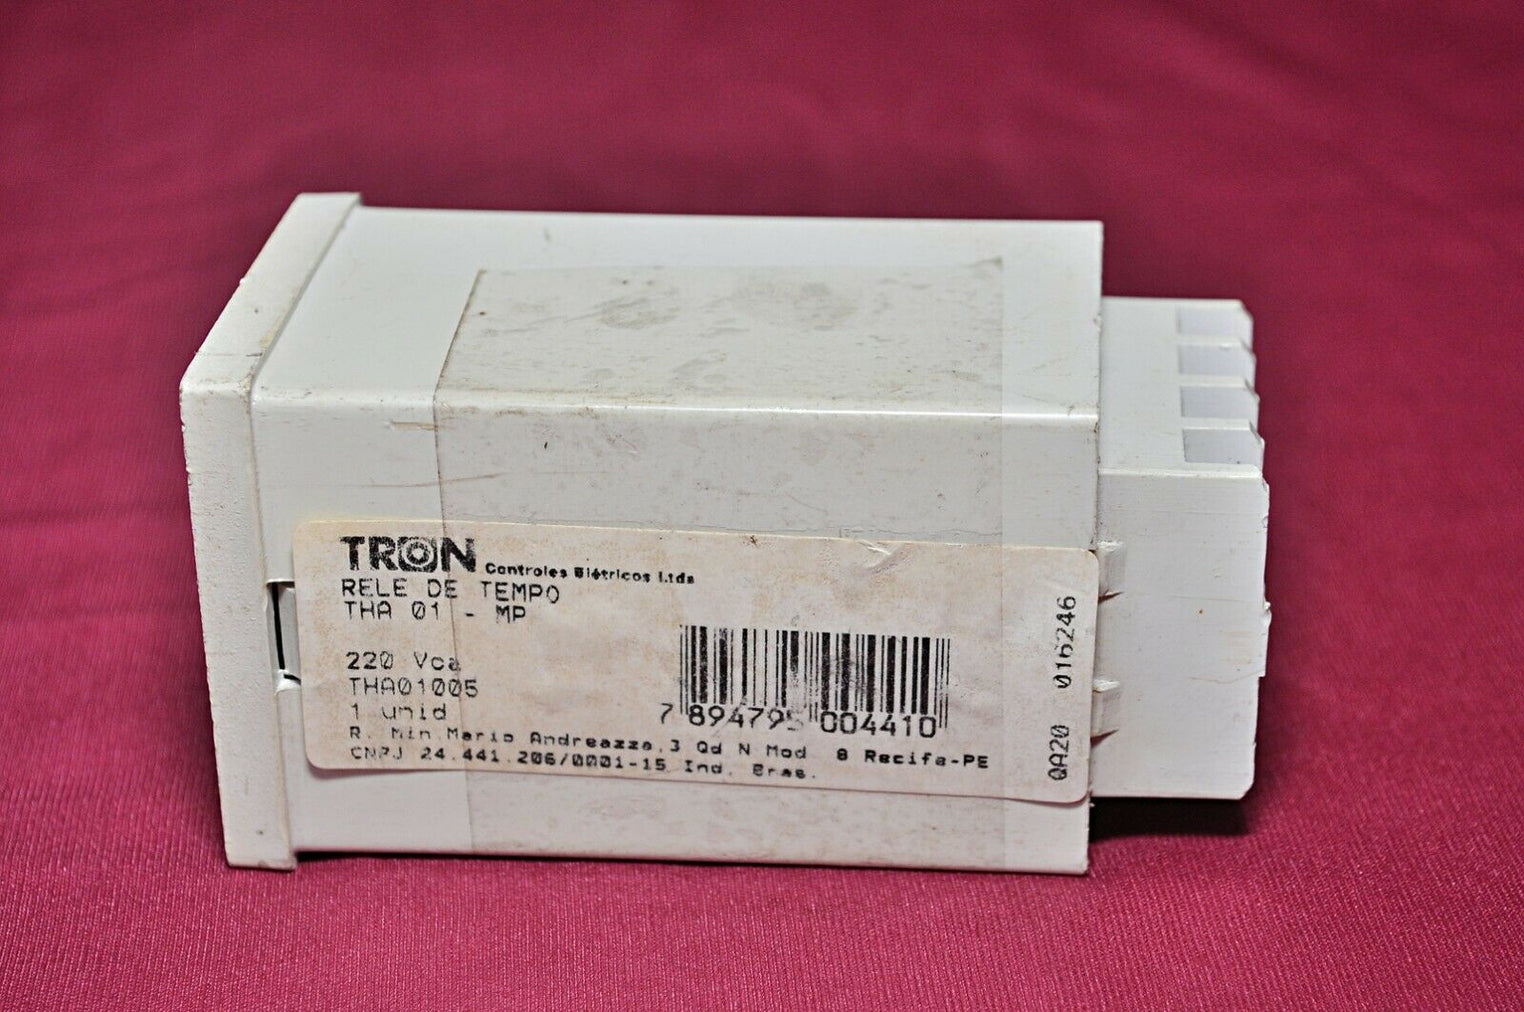 TRON Controles Elétricos Ltda
RELE DE TEMPO
THA 01 - MP
220 Vca
THA01005
1 unid
7 894795 004410
R. Min.Mario Andreazza,3 Qd N Mod 8 Recife-PE
CNPJ 24.441.206/0001-15 Ind. Bras.
QA20 016246